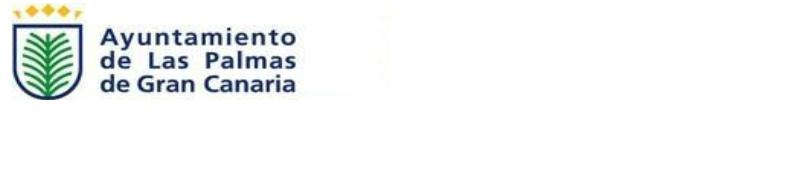 Ayuntamiento
de Las Palmas
de Gran Canaria